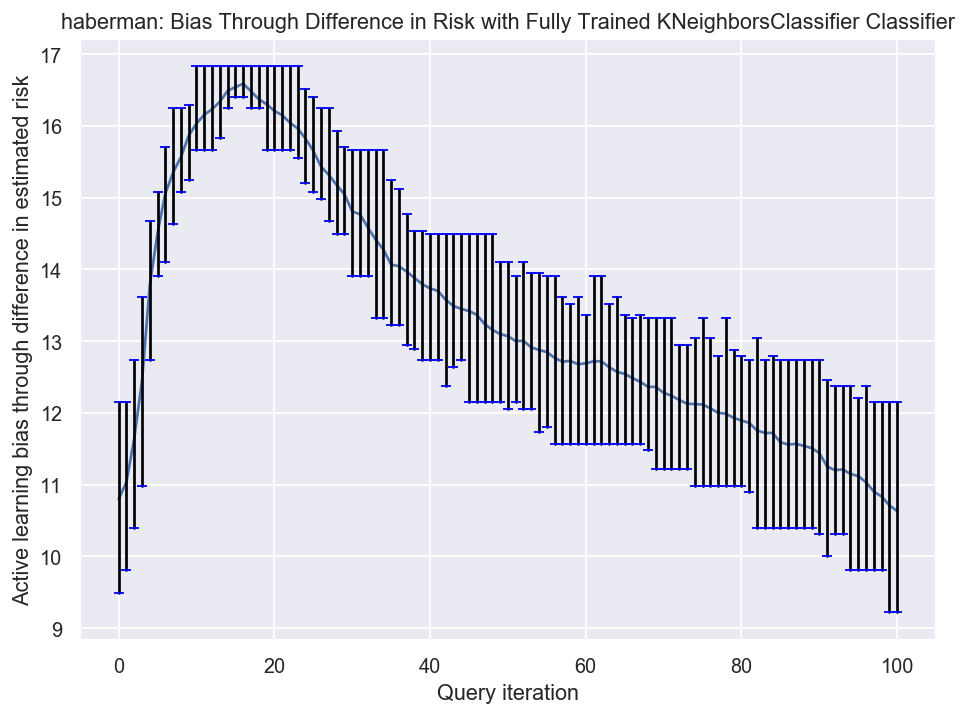 haberman: Bias Through Difference in Risk with Fully Trained KNeighborsClassifier Classifier
Active learning bias through difference in estimated risk
17
16
15
14
13
12
11
10
9
0 20 40 60 80 100
Query iteration